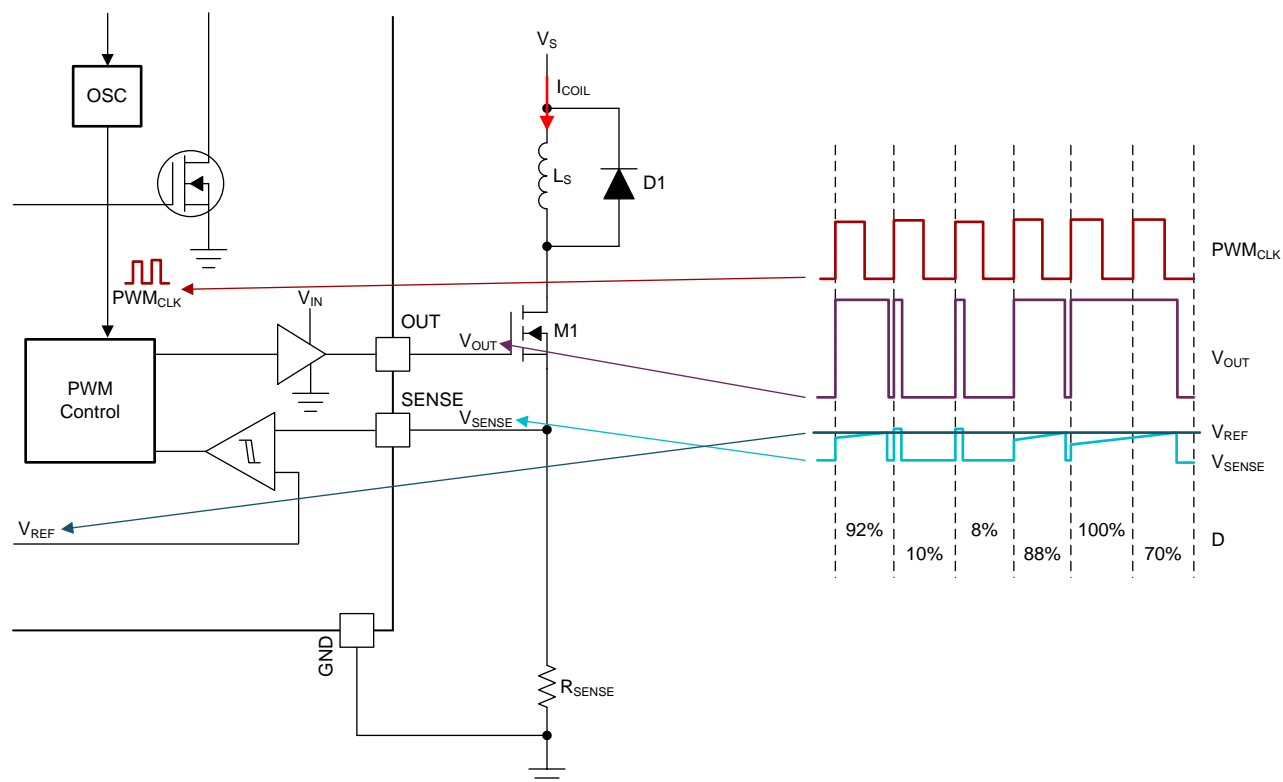 V_S
I_COIL
OSC
L_S
D1
PWM_CLK
PWM_CLK
V_IN
OUT
M1
V_OUT
V_OUT
PWM
Control
SENSE
V_SENSE
V_REF
V_SENSE
V_REF
92%
8%
100%
D
10%
88%
70%
GND
R_SENSE